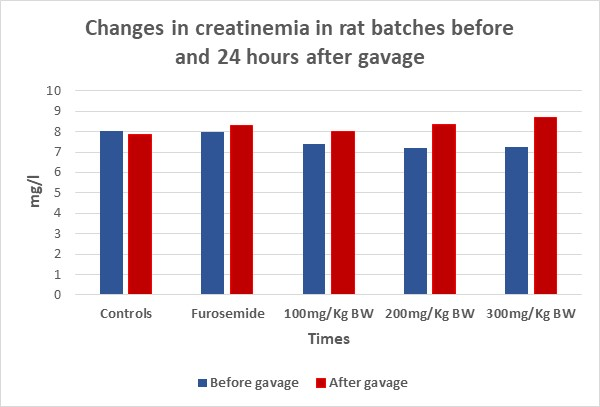 Changes in creatinemia in rat batches before
and 24 hours after gavage
10
9
8
7
6
5
4
3
2
1
0
mg/l
Controls Furosemide 100mg/Kg BW 200mg/Kg BW 300mg/Kg BW
Times
Before gavage After gavage